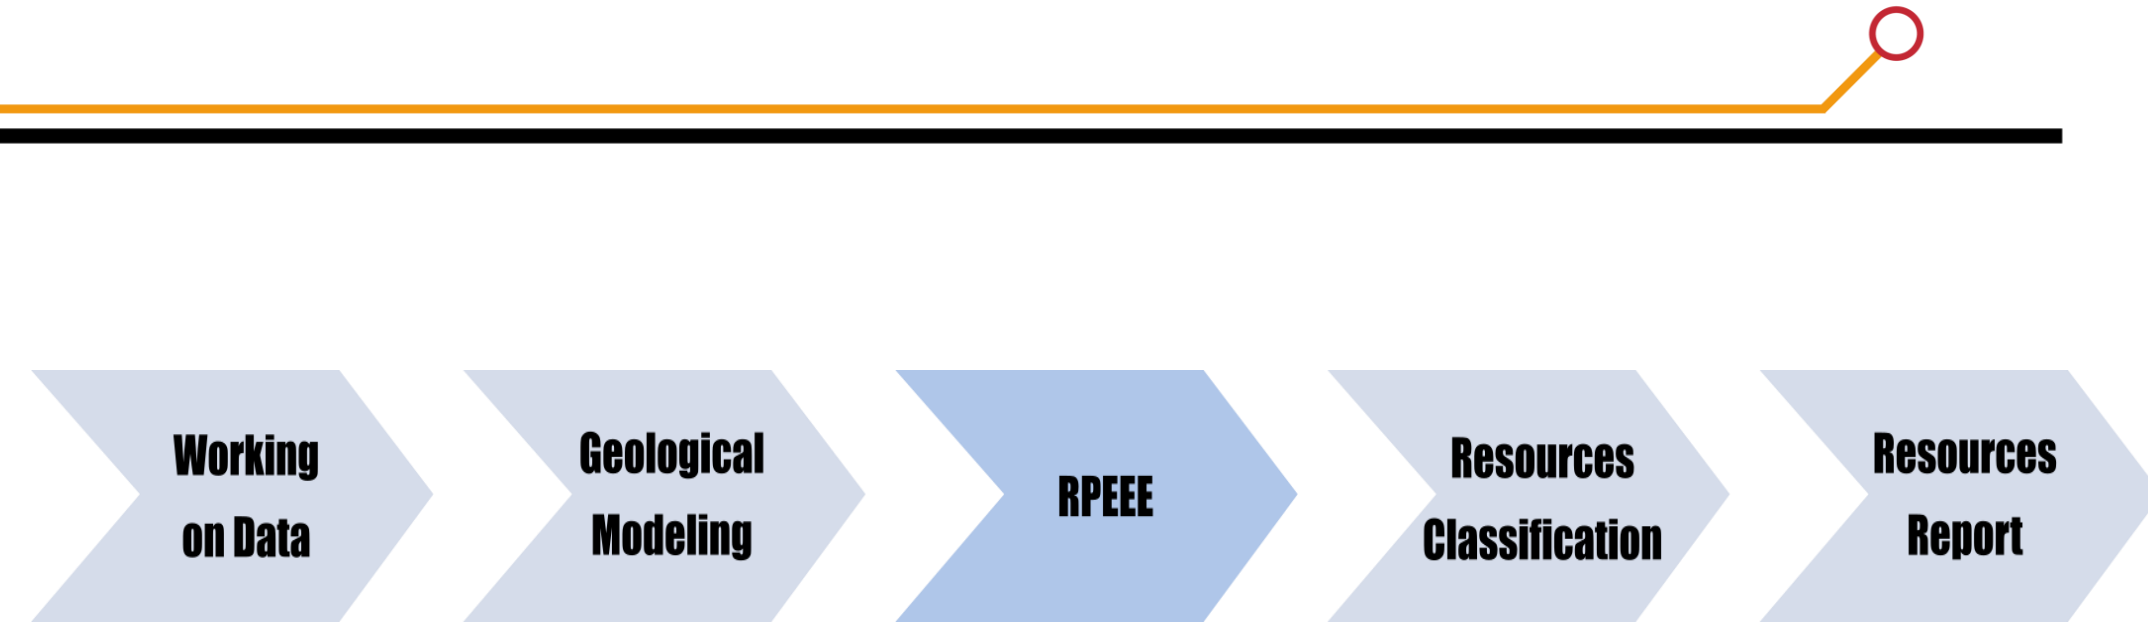 Working
on Data
Geological
Modeling
RPEEE
Resources
Classification
Resources
Report